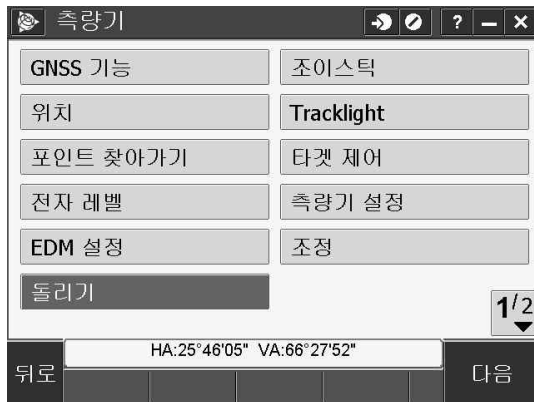 측량기
? – ×
GNSS 기능
조이스틱
위치
Tracklight
포인트 찾아가기
타겟 제어
전자 레벨
측량기 설정
EDM 설정
조정
돌리기
1/2
HA:25°46'05" VA:66°27'52"
뒤로
다음